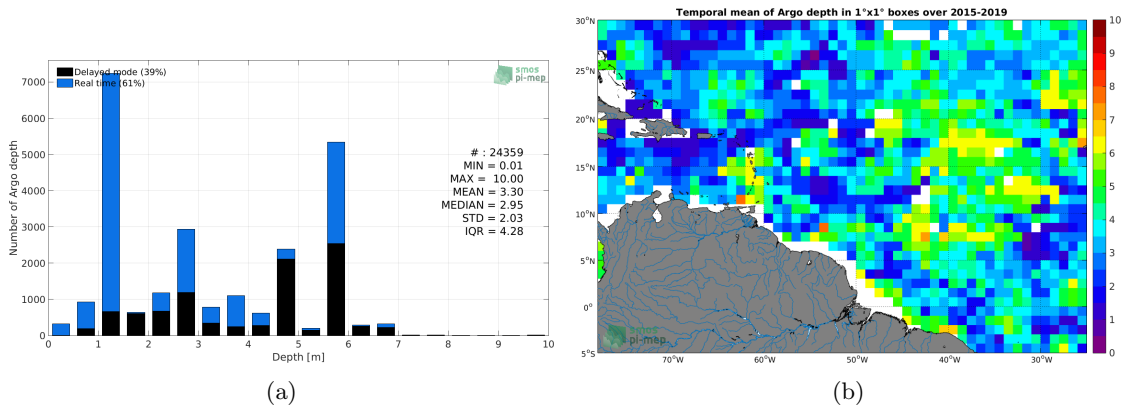 Delayed mode (39%)
Real time (61%)
smos
pi-mep
7000
6000
5000
4000
3000
2000
1000
0
Number of Argo depth
# : 24359
MIN = 0.01
MAX = 10.00
MEAN = 3.30
MEDIAN = 2.95
STD = 2.03
IQR = 4.28
0 1 2 3 4 5 6 7 8 9 10
Depth [m]
(a)
Temporal mean of Argo depth in 1°x1° boxes over 2015-2019
30°N
25°N
20°N
15°N
10°N
5°N
0°
5°S
70°W 60°W 50°W 40°W 30°W
smos
pi-mep
10
9
8
7
6
5
4
3
2
1
0
(b)